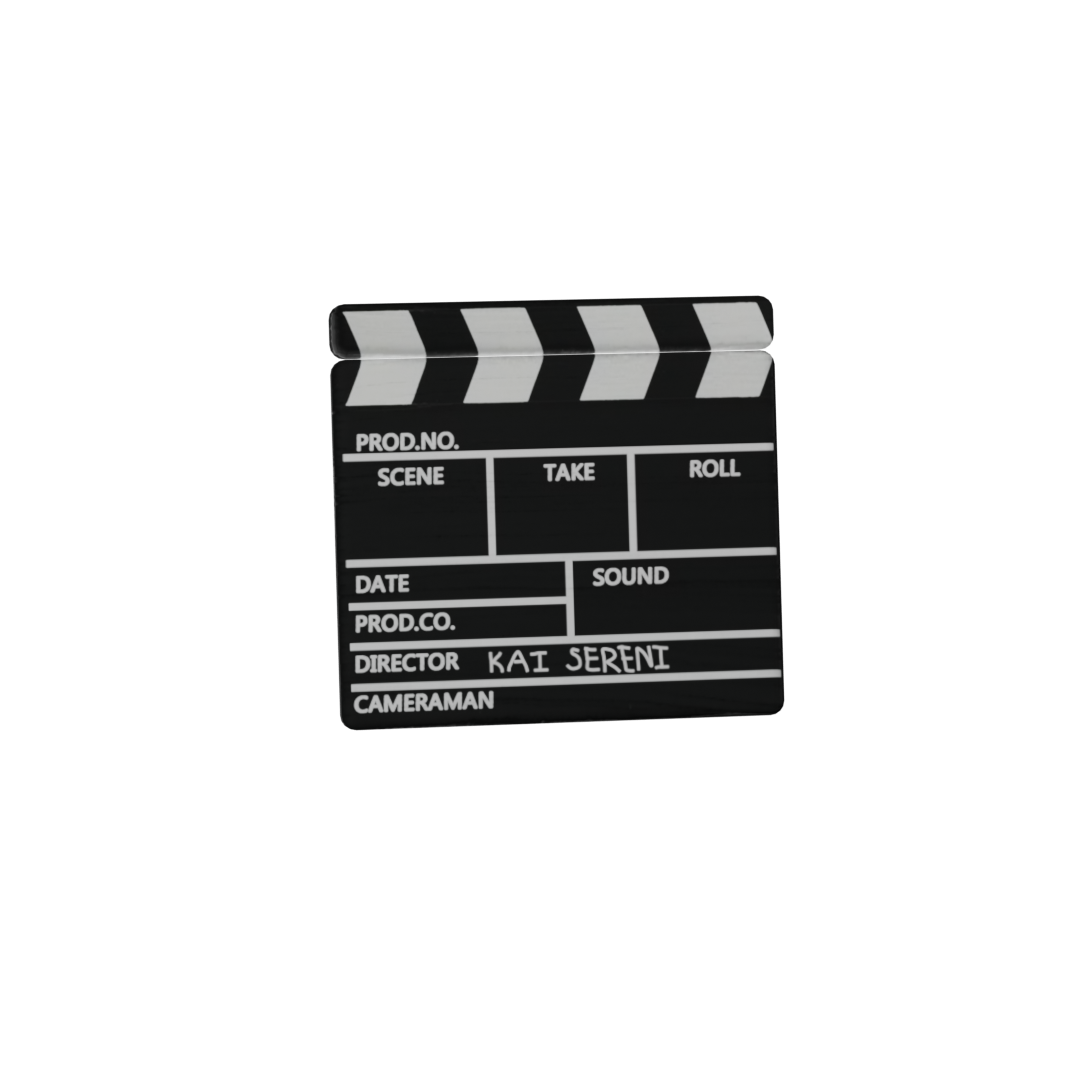 PROD.NO.
SCENE TAKE ROLL
DATE SOUND
PROD.CO.
DIRECTOR KAI SERENI
CAMERAMAN